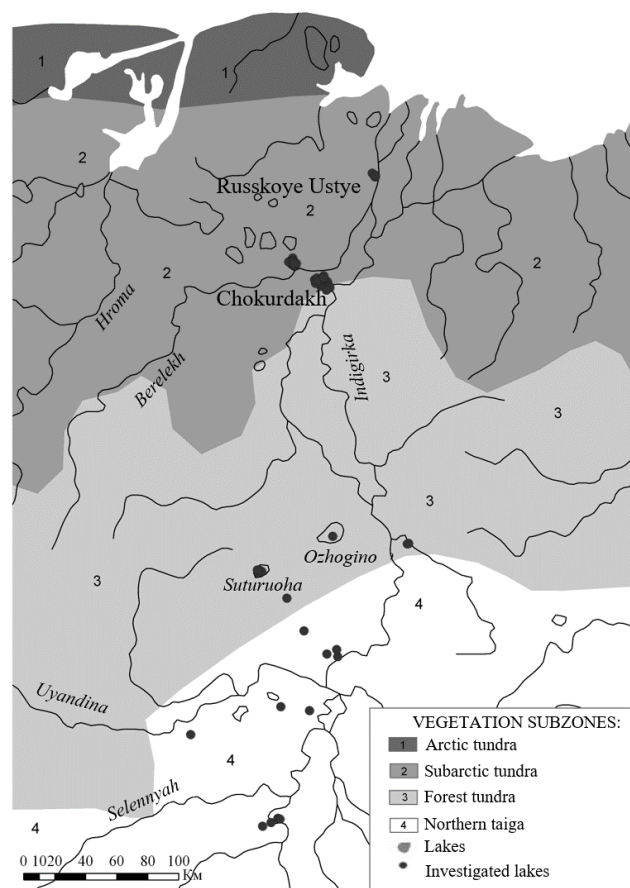 1
1
2
Russkoye Ustye
2
2
2
Chokurdakh
Hroma
Berelekh
Indigirka
3
3
3
Ozhogino
Suturuoha
3
4
Uyandina
4
Selennyah
4
VEGETATION SUBZONES:
1 Arctic tundra
2 Subarctic tundra
3 Forest tundra
4 Northern taiga
Lakes
Investigated lakes
0 10 20 40 60 80 100
Км